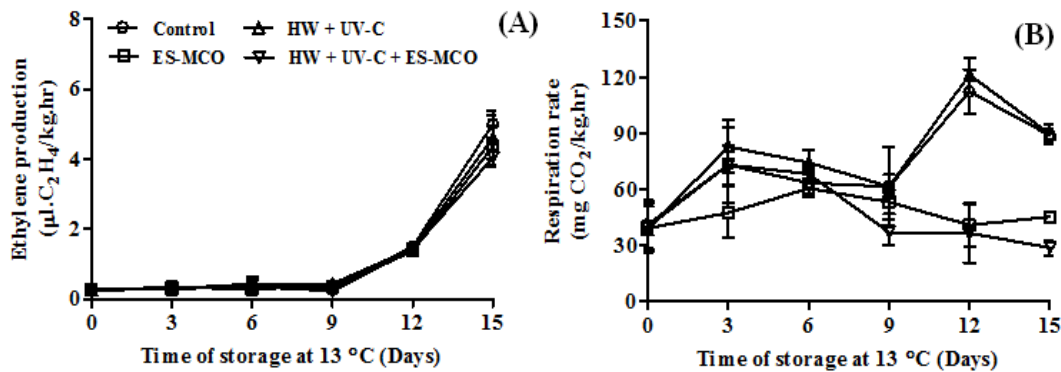 (A)
Control
HW + UV-C
ES-MCO
HW + UV-C + ES-MCO
Ethylene production
(µl.C₂H₄/kg.hr)
8
6
4
2
0
0 3 6 9 12 15
Time of storage at 13 °C (Days)
(B)
Respiration rate
(mg CO₂/kg.hr)
150
120
90
60
30
0
0 3 6 9 12 15
Time of storage at 13 °C (Days)